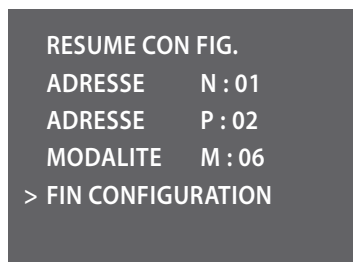 RESUME CON FIG.
ADRESSE N : 01
ADRESSE P : 02
MODALITE M : 06
> FIN CONFIGURATION